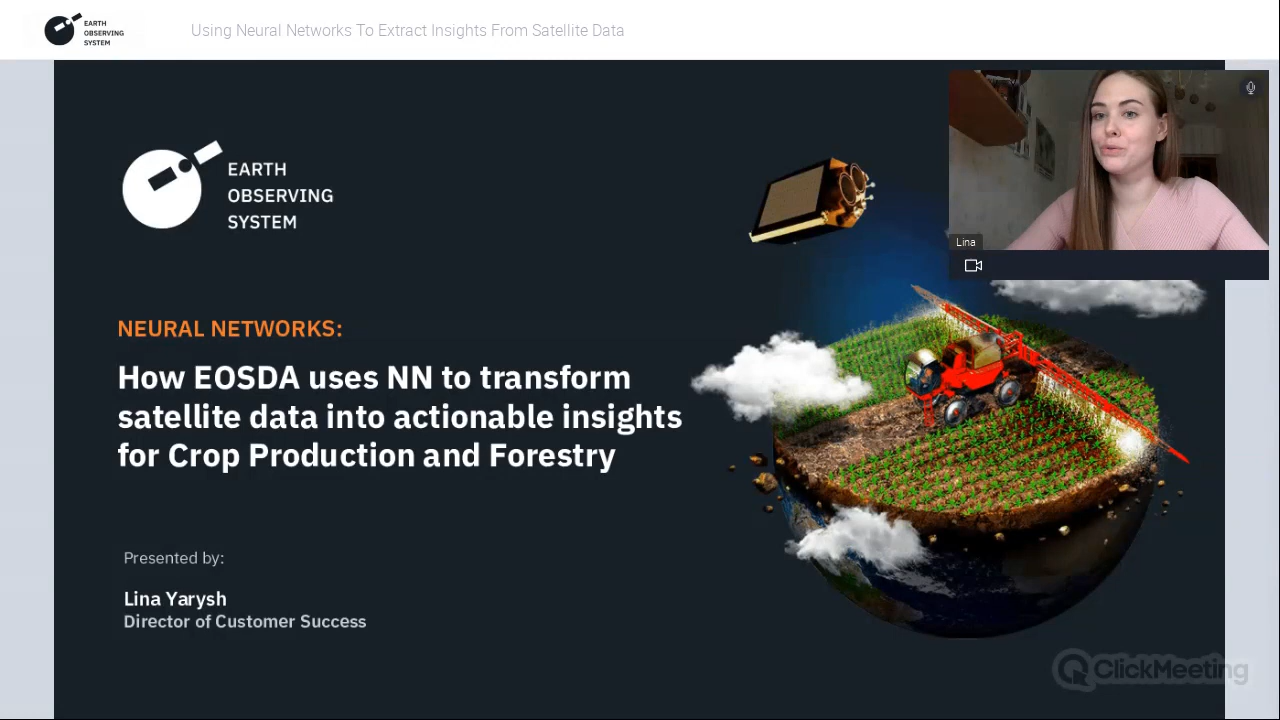 EARTH
OBSERVING
SYSTEM
Using Neural Networks To Extract Insights From Satellite Data
EARTH
OBSERVING
SYSTEM
Lina
NEURAL NETWORKS:
How EOSDA uses NN to transform
satellite data into actionable insights
for Crop Production and Forestry
Presented by:
Lina Yarysh
Director of Customer Success
ClickMeeting